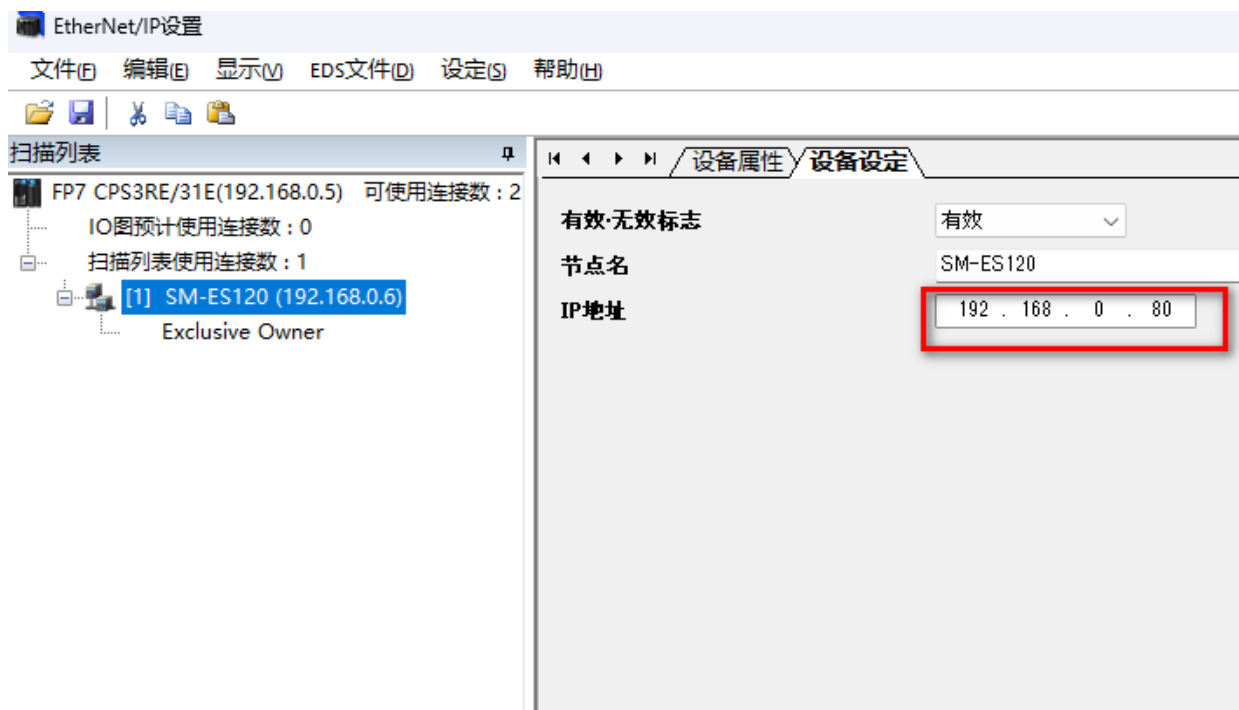 EtherNet/IP设置
文件(F) 编辑(E) 显示(V) EDS文件(D) 设定(S) 帮助(H)
扫描列表
设备属性 设备设定
FP7 CPS3RE/31E(192.168.0.5) 可使用连接数 : 2
IO图预计使用连接数 : 0
扫描列表使用连接数 : 1
[1] SM-ES120 (192.168.0.6)
Exclusive Owner
有效·无效标志 有效
节点名 SM-ES120
IP地址 192 . 168 . 0 . 80